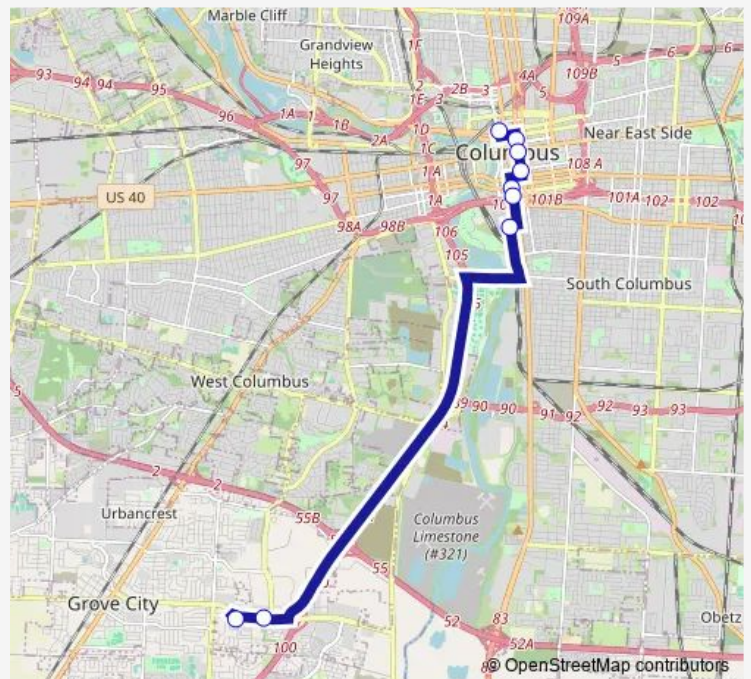 Marble Cliff
109A
Grandview
Heights
1F
93
94 94
95
4A
109B
5
6
6
2
2B
3
5
96
1A
1
1B
1E
3
2A
1D
Near East Side
97
1C
Columbus
108 A
97
1A
US 40
1A
101B
101A
102
102
98A
98B
106
105
South Columbus
5
West Columbus
90
90
91
92
92
93
93
2
2
Urbancrest
55B
Columbus
Limestone
(#321)
55
Grove City
52
83
Obetz
52A
100
© OpenStreetMap contributors